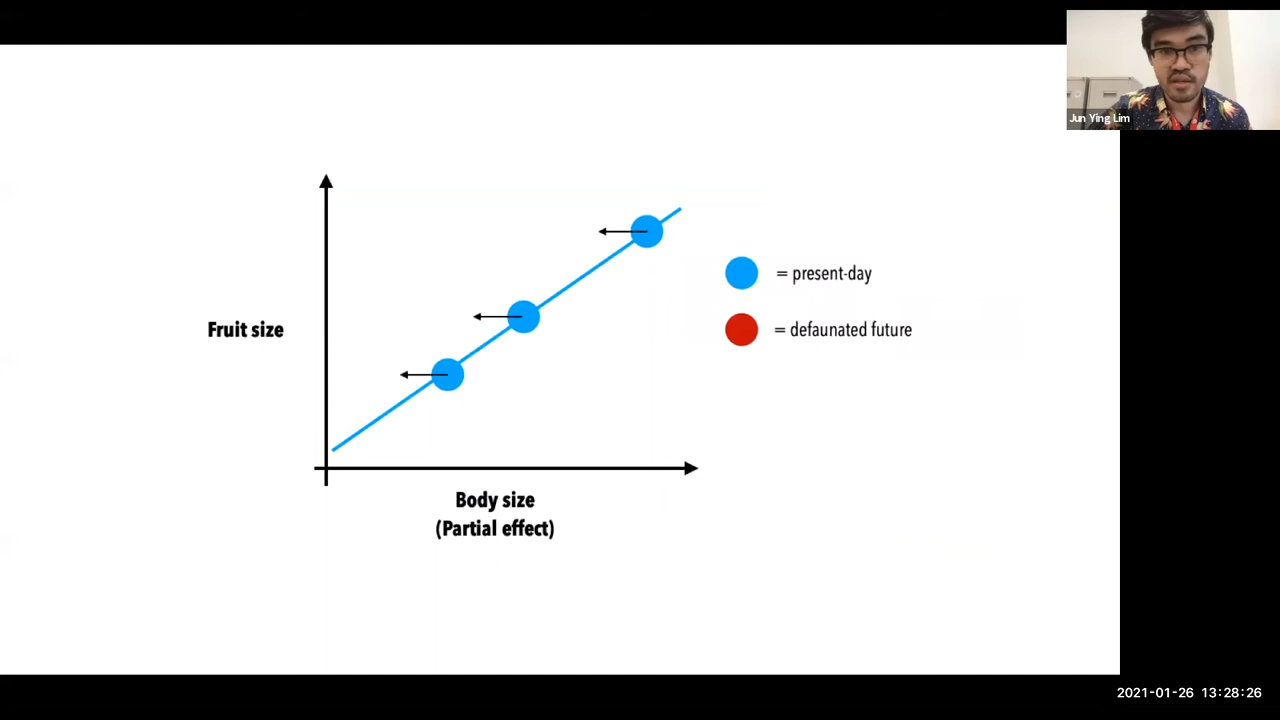 Jun Ying Lim
Fruit size
= present-day
= defaunated future
Body size
(Partial effect)
2021-01-26 13:28:26